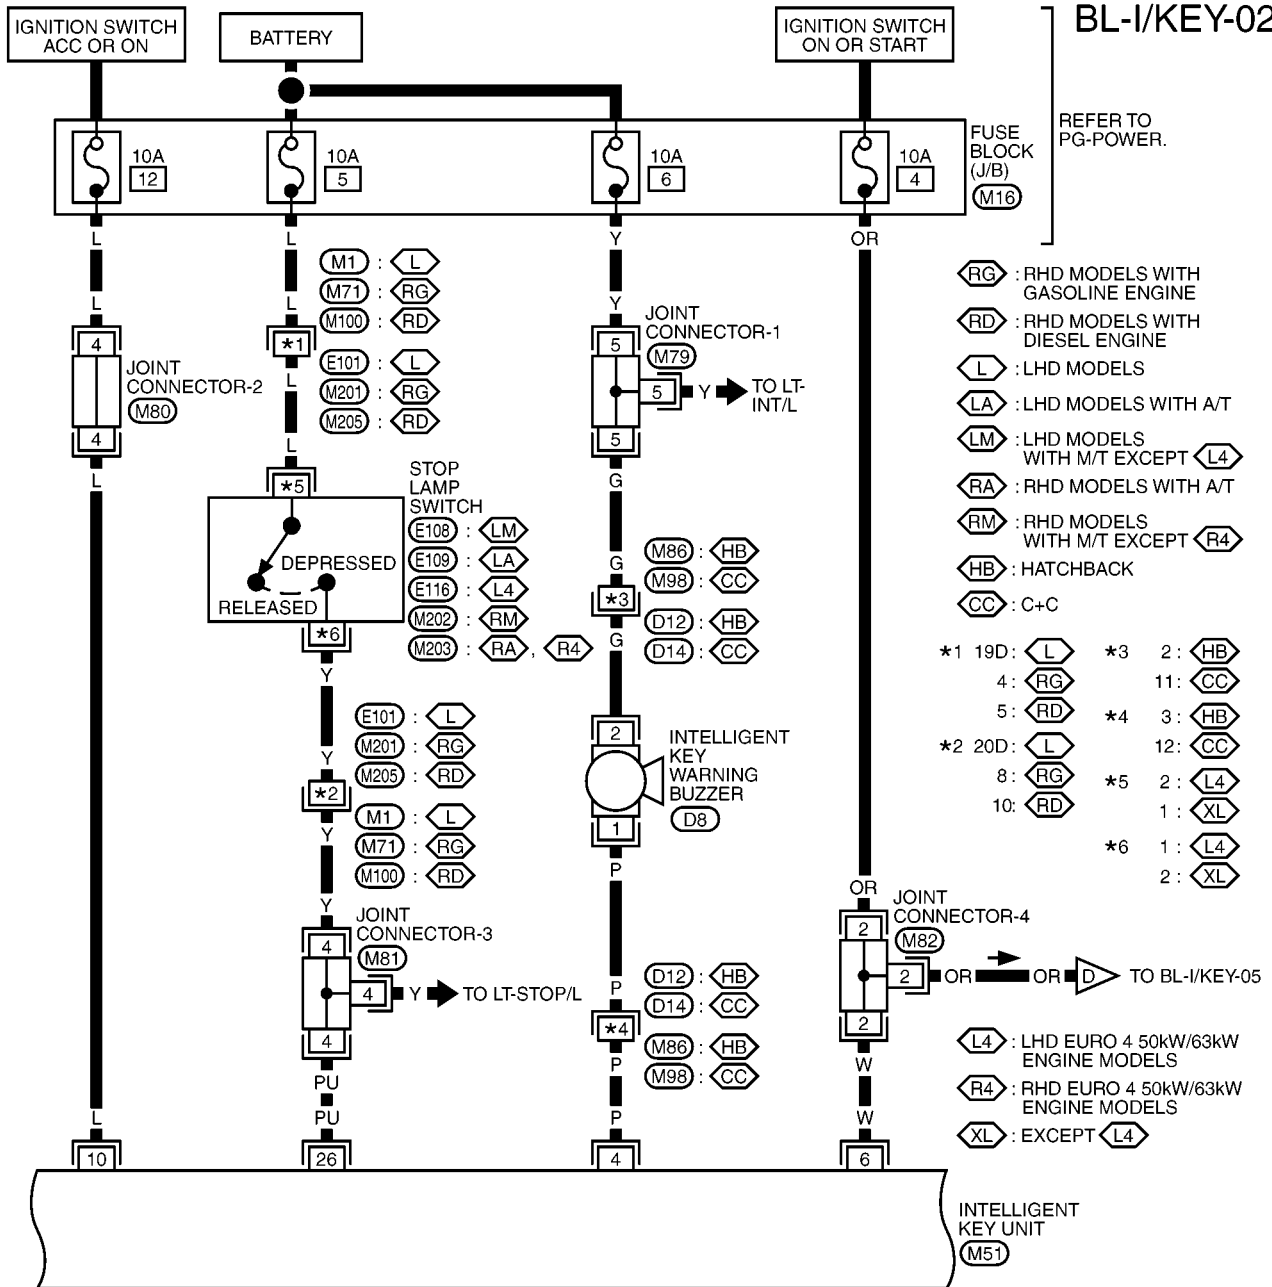 BL-I/KEY-02
IGNITION SWITCH
ACC OR ON
BATTERY
IGNITION SWITCH
ON OR START
REFER TO
PG-POWER.
10A
12
10A
5
10A
6
10A
4
FUSE
BLOCK
(J/B)
M16
L
L
Y
OR
M1 : L
M71 : RG
M100 : RD
L
L
Y
4
*1
5
JOINT
CONNECTOR-1
M79
5
Y
TO LT-
INT/L
5
JOINT
CONNECTOR-2
M80
4
L
E101 : L
M201 : RG
M205 : RD
L
L
*5
STOP
LAMP
SWITCH
E108 : LM
E109 : LA
E116 : L4
M202 : RM
M203 : RA , R4
DEPRESSED
RELEASED
*6
G
G
M86 : HB
M98 : CC
*3
D12 : HB
D14 : CC
G
RG : RHD MODELS WITH
GASOLINE ENGINE
RD : RHD MODELS WITH
DIESEL ENGINE
L : LHD MODELS
LA : LHD MODELS WITH A/T
LM : LHD MODELS
WITH M/T EXCEPT L4
RA : RHD MODELS WITH A/T
RM : RHD MODELS
WITH M/T EXCEPT R4
HB : HATCHBACK
CC : C+C
*1 19D: L
4: RG
5: RD
*2 20D: L
8: RG
10: RD
*3 2: HB
11: CC
*4 3: HB
12: CC
*5 2: L4
1: XL
*6 1: L4
2: XL
Y
E101 : L
M201 : RG
M205 : RD
Y
*2
M1 : L
M71 : RG
M100 : RD
Y
Y
2
INTELLIGENT
KEY
WARNING
BUZZER
D8
1
P
JOINT
CONNECTOR-3
M81
4
4
Y
TO LT-STOP/L
4
PU
PU
P
D12 : HB
D14 : CC
*4
M86 : HB
M98 : CC
P
P
OR
JOINT
CONNECTOR-4
M82
2
2
OR
OR
D
TO BL-I/KEY-05
2
W
W
L4 : LHD EURO 4 50kW/63kW
ENGINE MODELS
R4 : RHD EURO 4 50kW/63kW
ENGINE MODELS
XL : EXCEPT L4
L
10
26
4
6
INTELLIGENT
KEY UNIT
M51